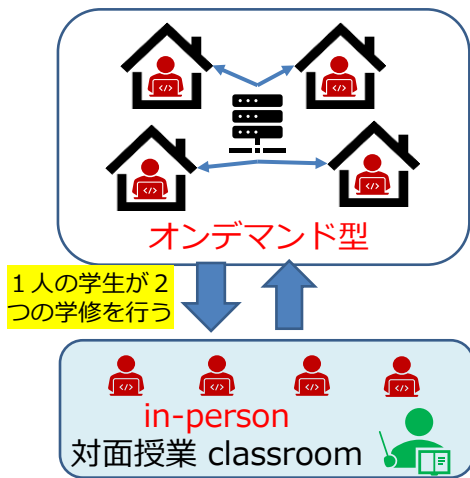 オンデマンド型
１人の学生が２
つの学修を行う
in-person
対面授業 classroom